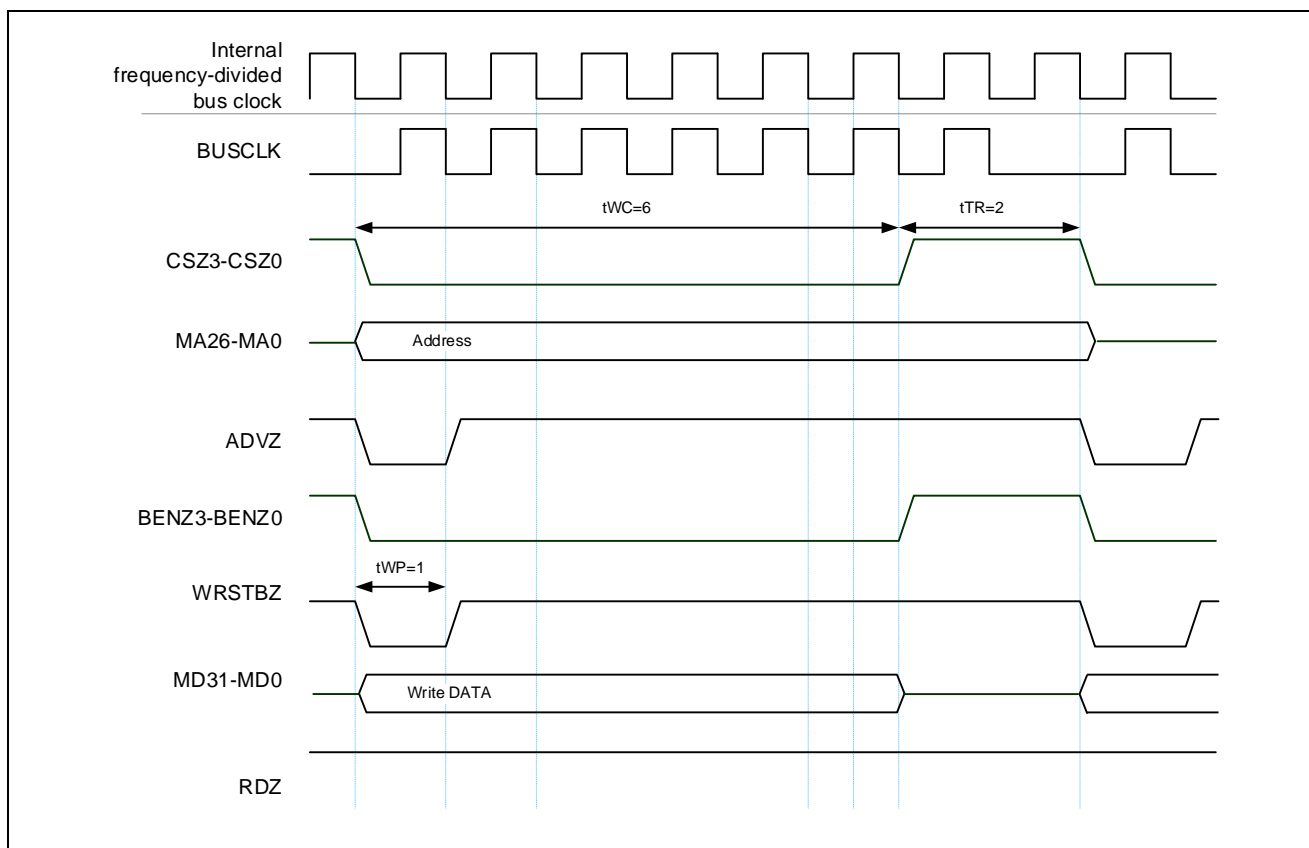 Internal
frequency-divided
bus clock
BUSCLK
tWC=6
tTR=2
CSZ3-CSZ0
MA26-MA0
Address
ADVZ
BENZ3-BENZ0
tWP=1
WRSTBZ
MD31-MD0
Write DATA
RDZ